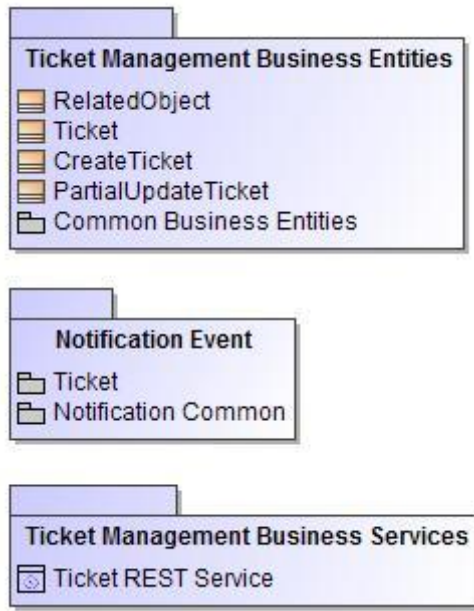 Ticket Management Business Entities
RelatedObject
Ticket
CreateTicket
PartialUpdateTicket
Common Business Entities
Notification Event
Ticket
Notification Common
Ticket Management Business Services
Ticket REST Service